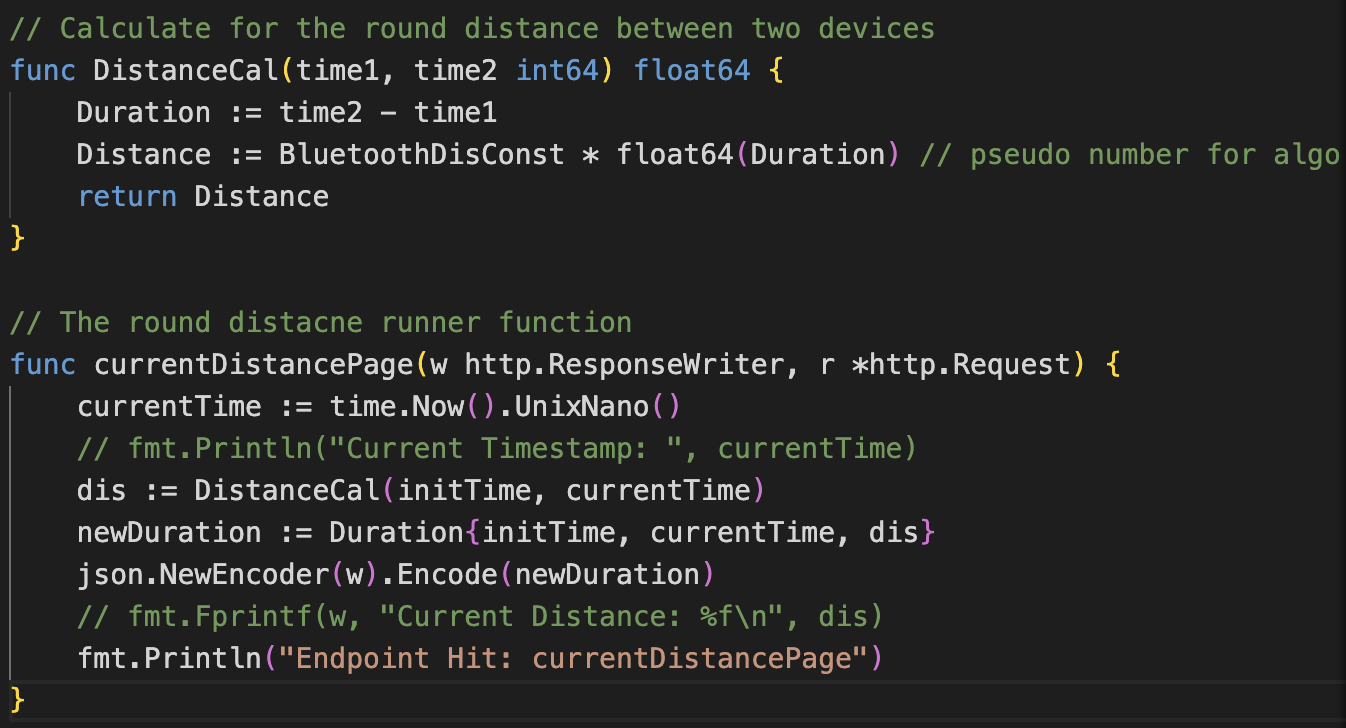 // Calculate for the round distance between two devices
func DistanceCal(time1, time2 int64) float64 {
    Duration := time2 - time1
    Distance := BluetoothDisConst * float64(Duration) // pseudo number for algo
    return Distance
}

// The round distacne runner function
func currentDistancePage(w http.ResponseWriter, r *http.Request) {
    currentTime := time.Now().UnixNano()
    // fmt.Println("Current Timestamp: ", currentTime)
    dis := DistanceCal(initTime, currentTime)
    newDuration := Duration{initTime, currentTime, dis}
    json.NewEncoder(w).Encode(newDuration)
    // fmt.Fprintf(w, "Current Distance: %f\n", dis)
    fmt.Println("Endpoint Hit: currentDistancePage")
}